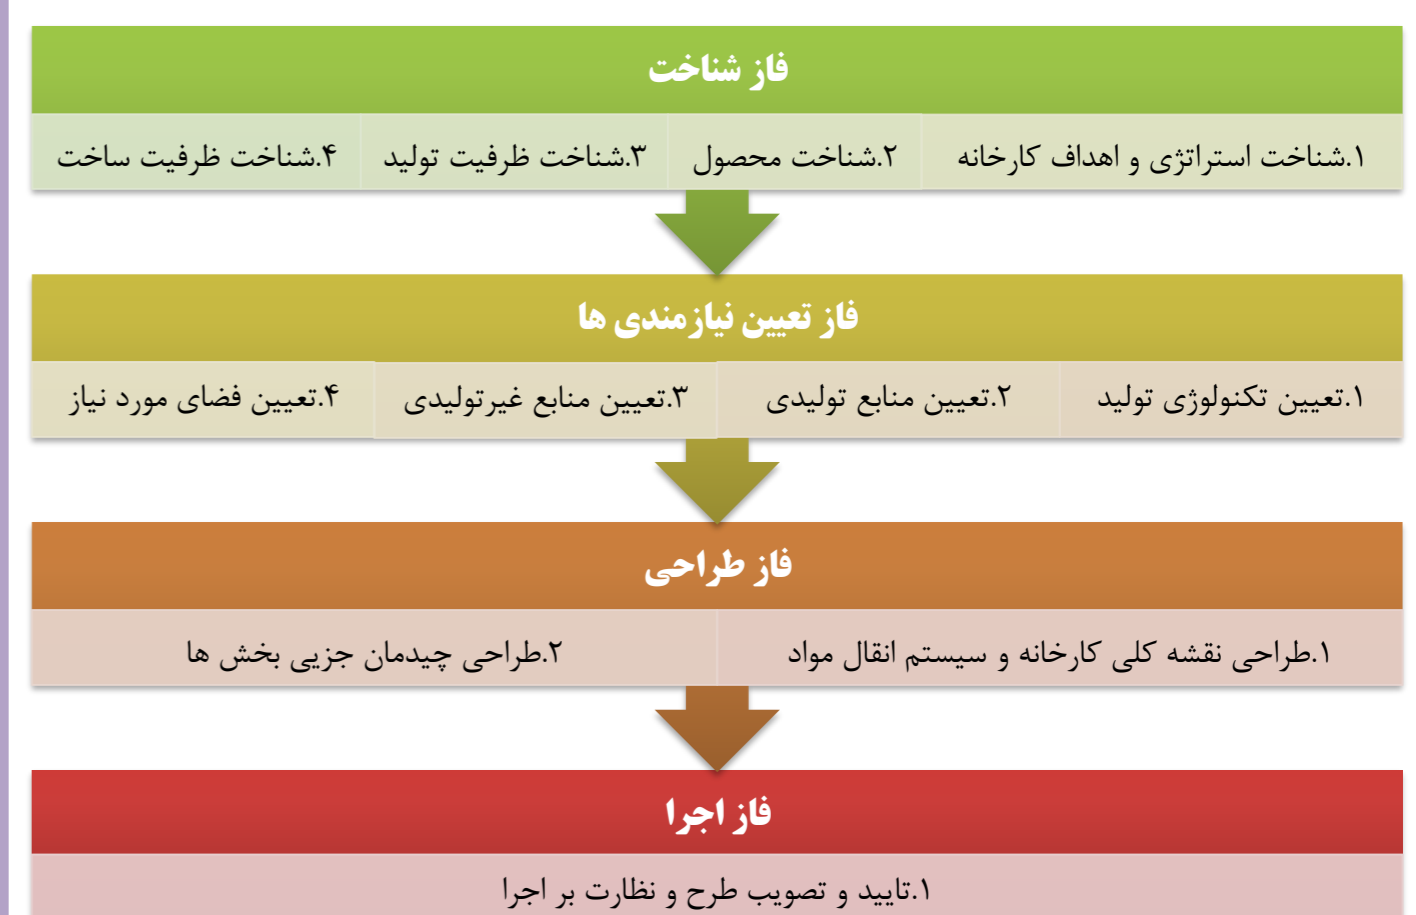 فاز شناخت
۱.شناخت استراتژی و اهداف کارخانه
۲.شناخت محصول
۳.شناخت ظرفیت تولید
۴.شناخت ظرفیت ساخت
فاز تعیین نیازمندی ها
۱.تعیین تکنولوژی تولید
۲.تعیین منابع تولیدی
۳.تعیین منابع غیرتولیدی
۴.تعیین فضای مورد نیاز
فاز طراحی
۱.طراحی نقشه کلی کارخانه و سیستم انقال مواد
۲.طراحی چیدمان جزیی بخش ها
فاز اجرا
۱.تایید و تصویب طرح و نظارت بر اجرا